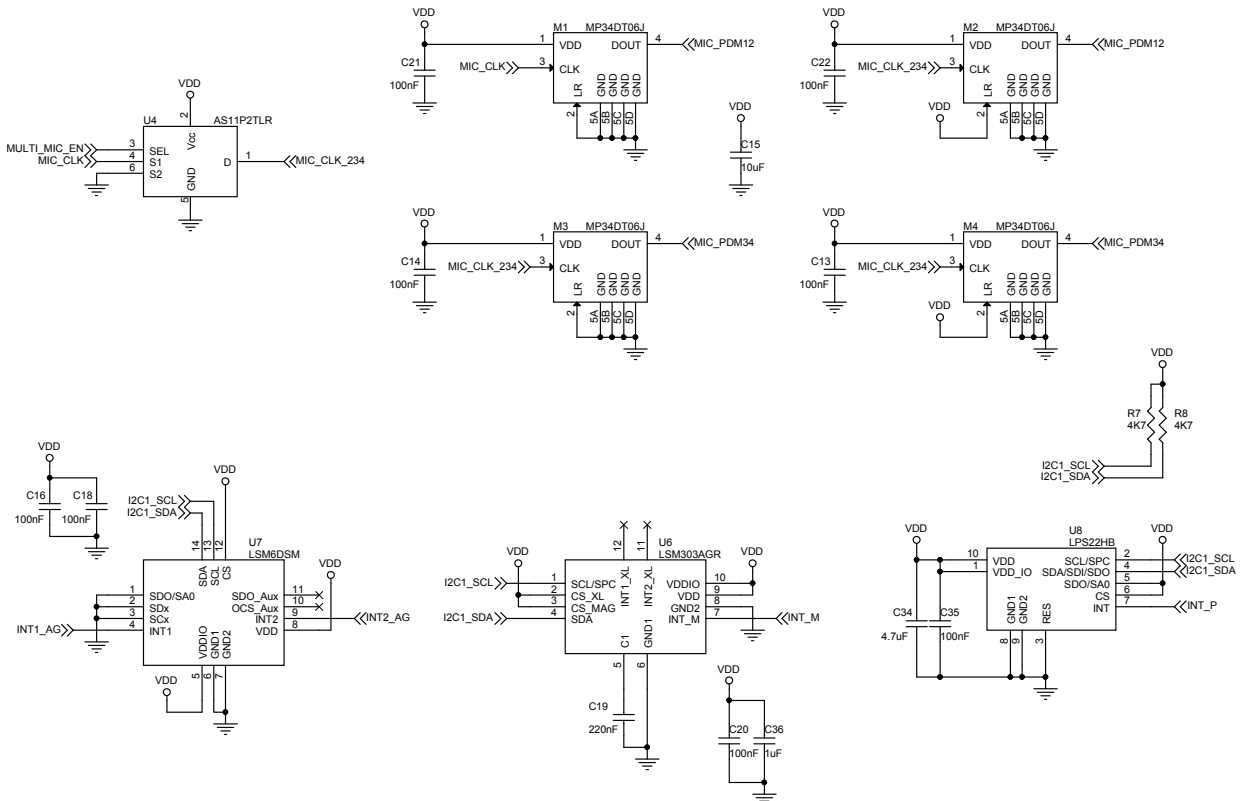 VDD
M1 MP34DT06J
1 VDD DOUT 4 MIC_PDM12
C21
100nF
MIC_CLK 3 CLK
LR GND GND GND GND
2 5A 5B 5C 5D
VDD
M2 MP34DT06J
1 VDD DOUT 4 MIC_PDM12
C22
100nF
MIC_CLK_234 3 CLK
LR GND GND GND GND
VDD
2 5A 5B 5C 5D
VDD
C15
10uF
VDD
U4 AS11P2TLR
2
Vcc
MULTI_MIC_EN 3 SEL
MIC_CLK 4 S1
6 S2
D 1 MIC_CLK_234
GND
5
VDD
M3 MP34DT06J
1 VDD DOUT 4 MIC_PDM34
C14
100nF
MIC_CLK_234 3 CLK
LR GND GND GND GND
2 5A 5B 5C 5D
VDD
M4 MP34DT06J
1 VDD DOUT 4 MIC_PDM34
C13
100nF
MIC_CLK_234 3 CLK
LR GND GND GND GND
VDD
2 5A 5B 5C 5D
VDD
R7 R8
4K7 4K7
I2C1_SCL
I2C1_SDA
VDD
C16 C18
100nF 100nF
VDD
I2C1_SCL
I2C1_SDA
U7
LSM6DSM
14 13 12
SDA SCL CS
1 SDO/SA0
2 SDx
3 SCx
INT1_AG 4 INT1
SDO_Aux 11
OCS_Aux 10
INT2 9 INT2_AG
VDD 8
VDD
VDDIO GND1 GND2
5 6 7
VDD
12 11
U6
LSM303AGR
INT1_XL INT2_XL
VDD
I2C1_SCL 1 SCL/SPC
2 CS_XL
3 CS_MAG
I2C1_SDA 4 SDA
VDD
VDDIO 10
VDD 9
GND2 8
INT_M 7 INT_M
C1 GND1
5 6
C19
220nF
VDD
C20 C36
100nF 1uF
U8
LPS22HB
VDD
10 VDD
1 VDD_IO
VDD
SCL/SPC 2 I2C1_SCL
SDA/SDI/SDO 4 I2C1_SDA
SDO/SA0 5
CS 6
INT 7 INT_P
GND1 GND2 RES
8 9 3
C34 C35
4.7uF 100nF